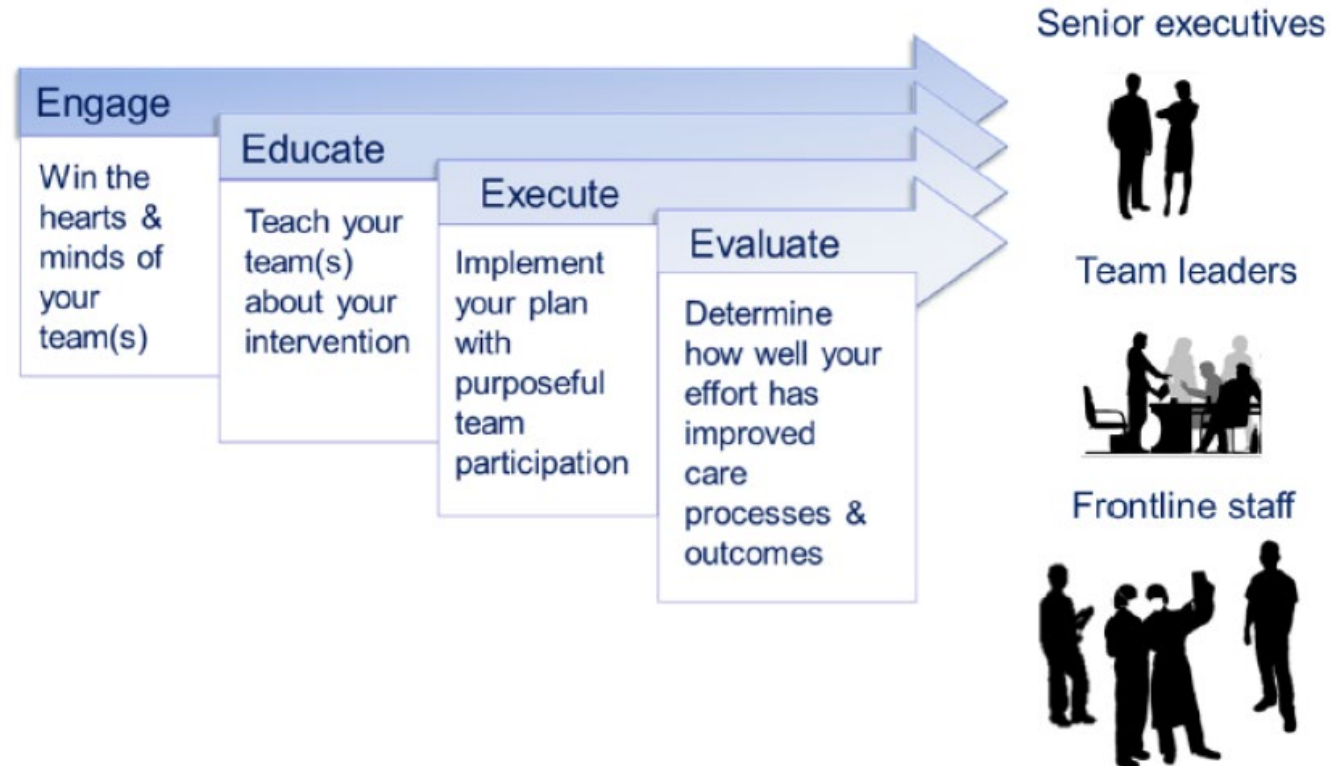 Engage
Win the
hearts &
minds of
your
team(s)
Educate
Teach your
team(s)
about your
intervention
Execute
Implement
your plan
with
purposeful
team
participation
Evaluate
Determine
how well your
effort has
improved
care
processes &
outcomes
Senior executives
Team leaders
Frontline staff